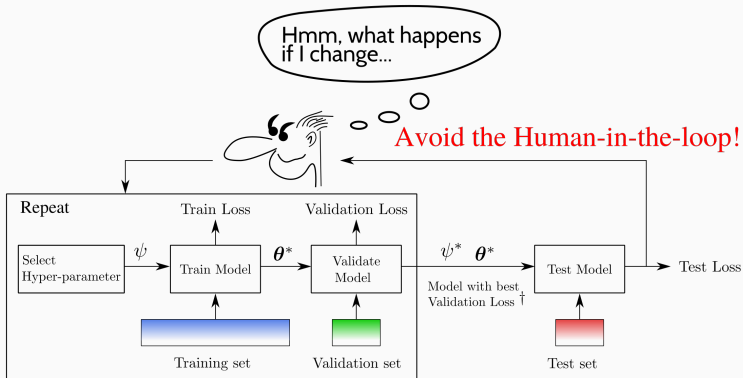 Hmm, what happens
if I change...
Avoid the Human-in-the-loop!
Repeat
Train Loss
Validation Loss
Select
Hyper-parameter
ψ
Train Model
θ*
Validate
Model
ψ* θ*
Model with best
Validation Loss †
Test Model
Test Loss
Training set
Validation set
Test set